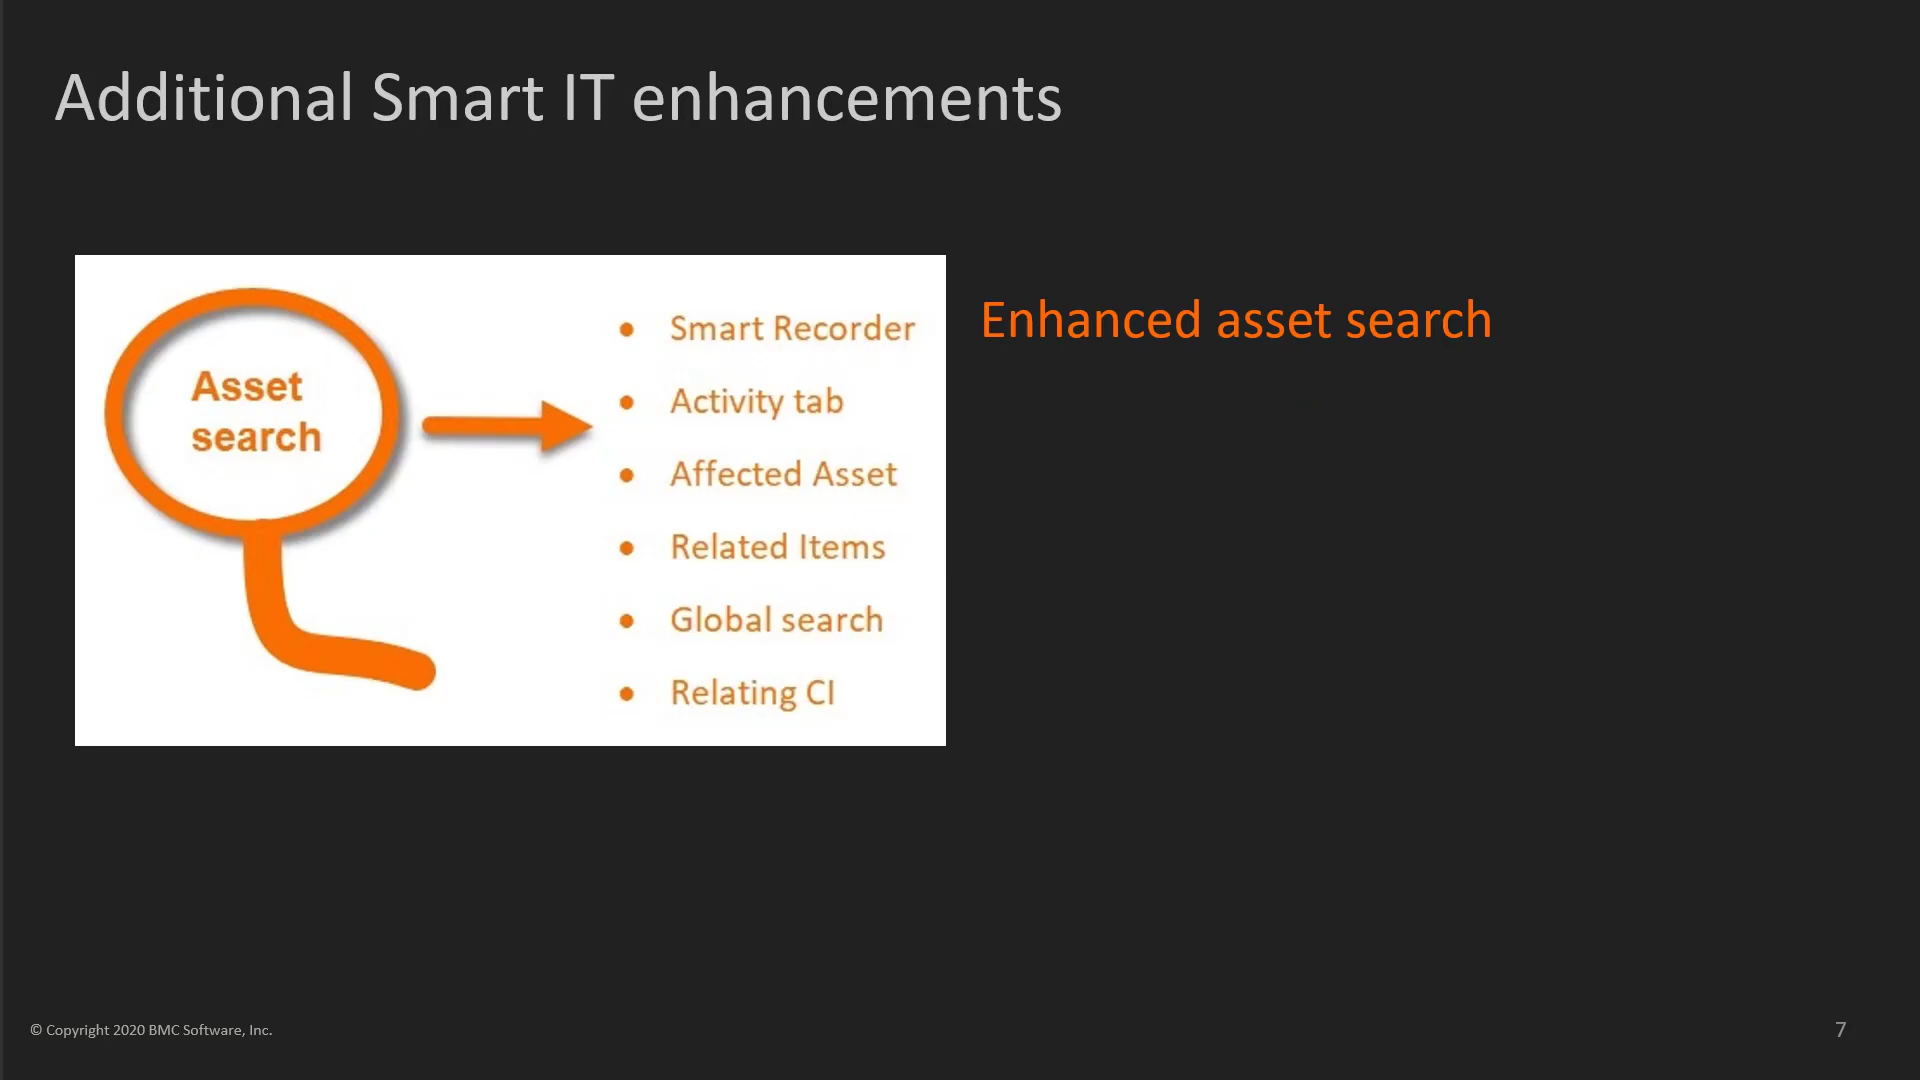 Additional Smart IT enhancements
Asset
search
• Smart Recorder
• Activity tab
• Affected Asset
• Related Items
• Global search
• Relating CI
Enhanced asset search
© Copyright 2020 BMC Software, Inc.
7